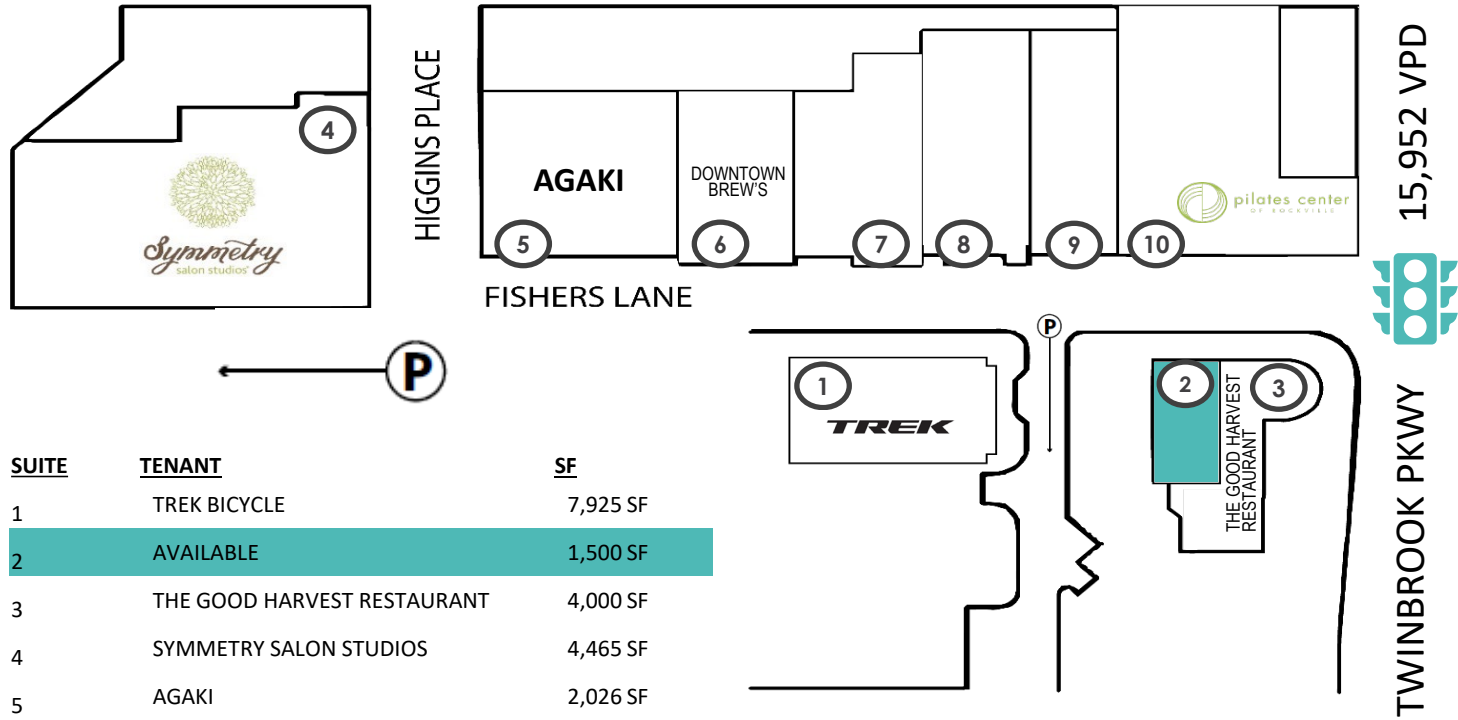 4
Symmetry
salon studios®
HIGGINS PLACE
AGAKI
DOWNTOWN
BREW'S
5
6
7
8
9
10
pilates center
OF ROCKVILLE
15,952 VPD
FISHERS LANE
P
P
1
TREK
2
3
THE GOOD HARVEST
RESTAURANT
TWINBROOK PKWY
SUITE TENANT SF
1 TREK BICYCLE 7,925 SF
2 AVAILABLE 1,500 SF
3 THE GOOD HARVEST RESTAURANT 4,000 SF
4 SYMMETRY SALON STUDIOS 4,465 SF
5 AGAKI 2,026 SF